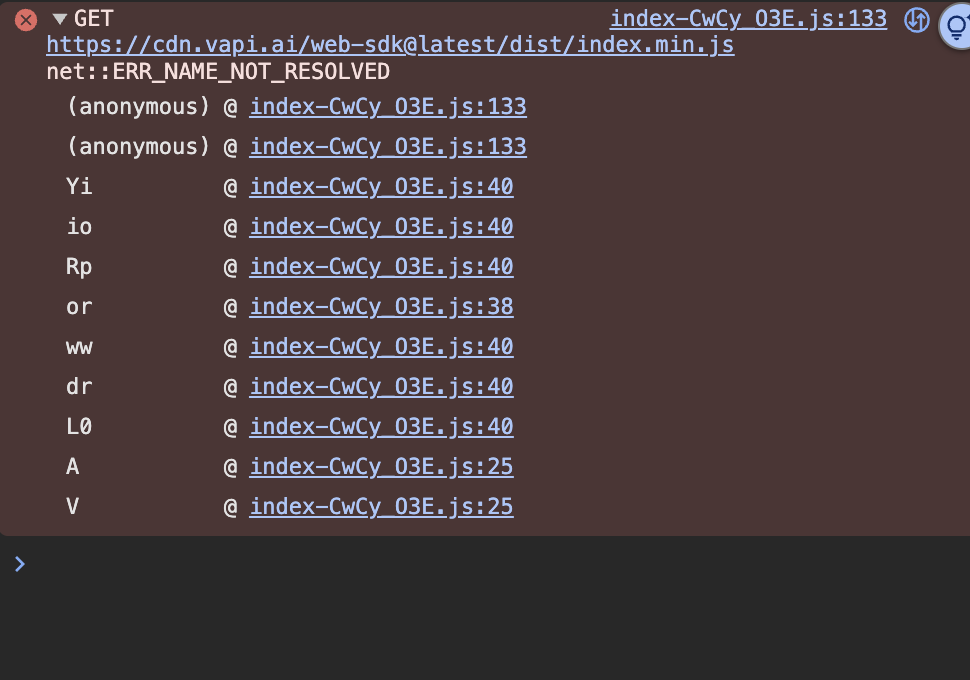 GET index-CwCy_O3E.js:133
https://cdn.vapi.ai/web-sdk@latest/dist/index.min.js
net::ERR_NAME_NOT_RESOLVED
(anonymous) @ index-CwCy_O3E.js:133
(anonymous) @ index-CwCy_O3E.js:133
Yi @ index-CwCy_O3E.js:40
io @ index-CwCy_O3E.js:40
Rp @ index-CwCy_O3E.js:40
or @ index-CwCy_O3E.js:38
ww @ index-CwCy_O3E.js:40
dr @ index-CwCy_O3E.js:40
L0 @ index-CwCy_O3E.js:40
A @ index-CwCy_O3E.js:25
V @ index-CwCy_O3E.js:25